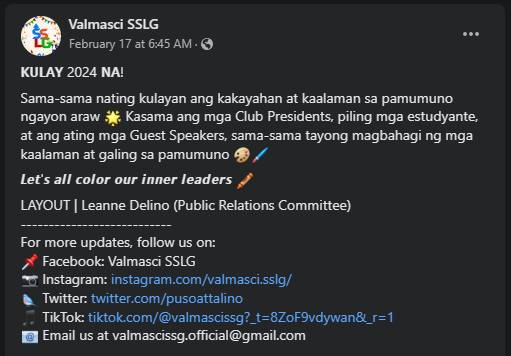 Valmasci SSLG
February 17 at 6:45 AM ·
KULAY 2024 NA!
Sama-sama nating kulayan ang kakayahan at kaalaman sa pamumuno
ngayon araw 🌟 Kasama ang mga Club Presidents, piling mga estudyante,
at ang ating mga Guest Speakers, sama-sama tayong magbahagi ng mga
kaalaman at galing sa pamumuno 🎨🖌️
Let's all color our inner leaders 🖍️
LAYOUT | Leanne Delino (Public Relations Committee)
----------------------------
For more updates, follow us on:
📌 Facebook: Valmasci SSLG
📷 Instagram: instagram.com/valmasci.sslg/
🐦 Twitter: twitter.com/pusoattalino
🎵 TikTok: tiktok.com/@valmascissg?_t=8ZoF9vdywan&_r=1
📧 Email us at valmascissg.official@gmail.com